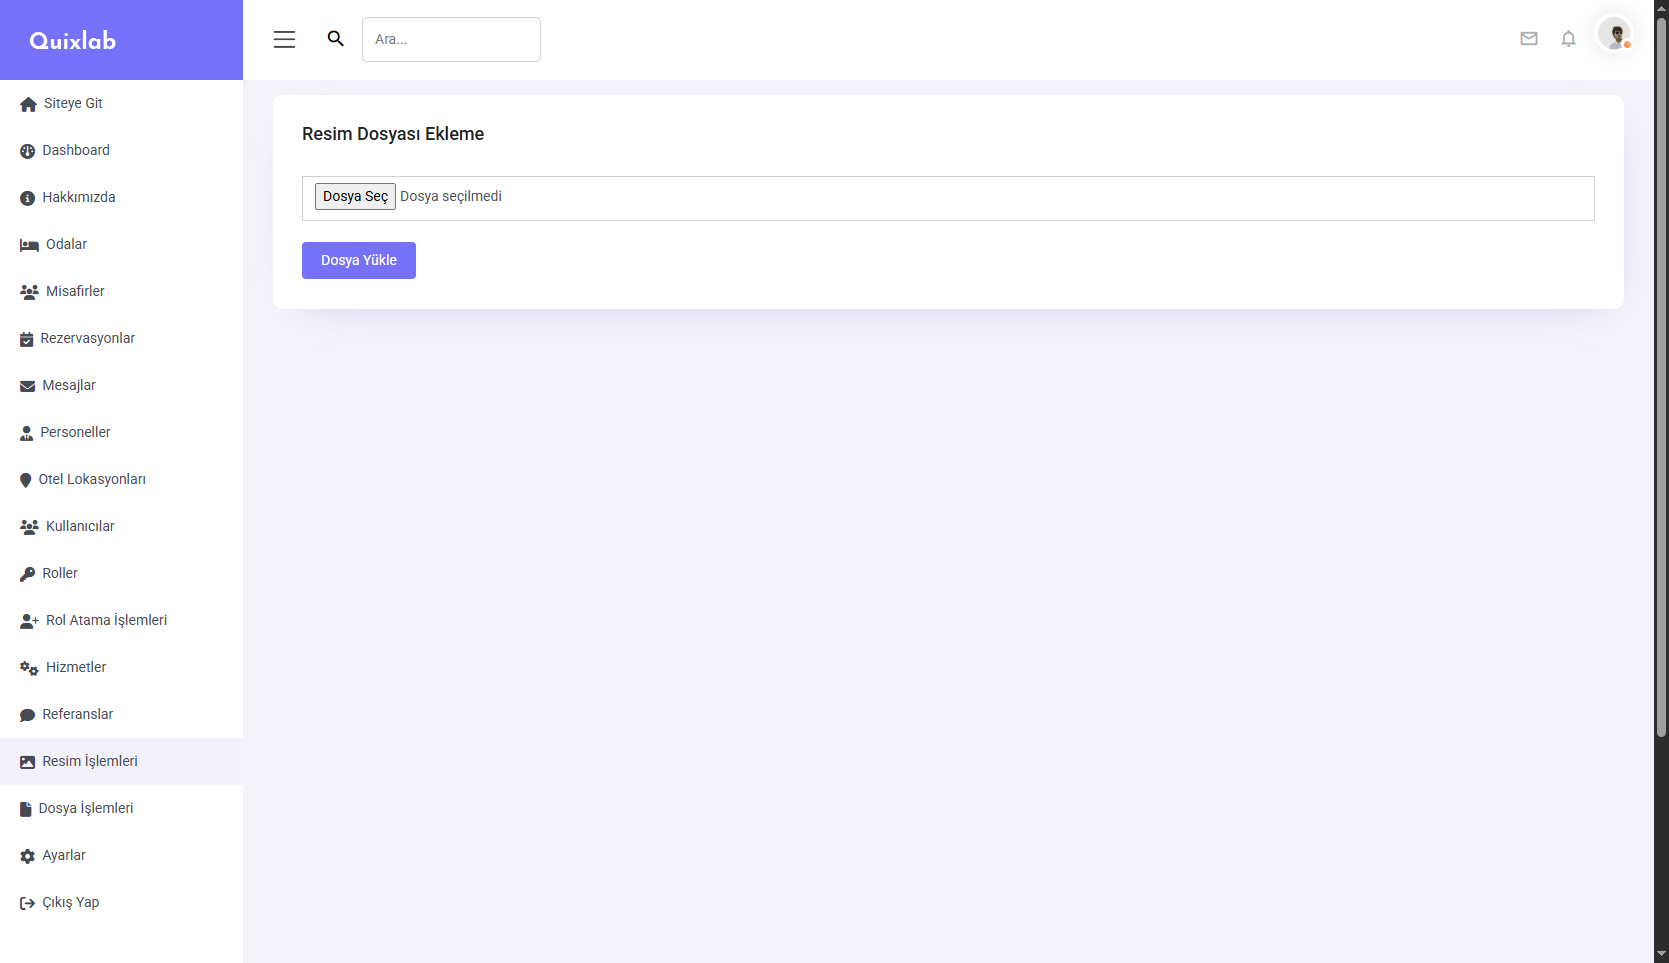 Quixlab
Ara...
Siteye Git
Dashboard
Hakkımızda
Odalar
Misafirler
Rezervasyonlar
Mesajlar
Personeller
Otel Lokasyonları
Kullanıcılar
Roller
Rol Atama İşlemleri
Hizmetler
Referanslar
Resim İşlemleri
Dosya İşlemleri
Ayarlar
Çıkış Yap
Resim Dosyası Ekleme
Dosya Seç Dosya seçilmedi
Dosya Yükle